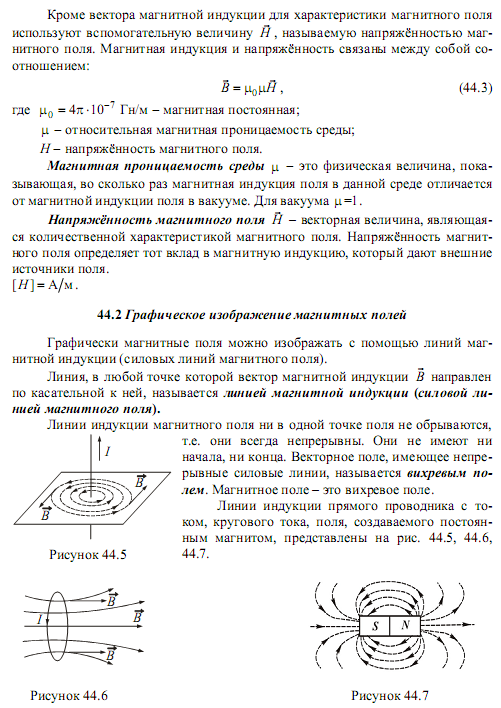 Кроме вектора магнитной индукции для характеристики магнитного поля
используют вспомогательную величину H⃗ , называемую напряжённостью маг-
нитного поля. Магнитная индукция и напряжённость связаны между собой со-
отношением:
B⃗ = μ₀μH⃗ , (44.3)
где μ₀ = 4π·10⁻⁷ Гн/м – магнитная постоянная;
μ – относительная магнитная проницаемость среды;
H – напряжённость магнитного поля.
Магнитная проницаемость среды μ – это физическая величина, пока-
зывающая, во сколько раз магнитная индукция поля в данной среде отличается
от магнитной индукции поля в вакууме. Для вакуума μ=1.
Напряжённость магнитного поля H⃗ – векторная величина, являющая-
ся количественной характеристикой магнитного поля. Напряжённость магнит-
ного поля определяет тот вклад в магнитную индукцию, который дают внешние
источники поля.
[H]= А/м .
44.2 Графическое изображение магнитных полей
Графически магнитные поля можно изображать с помощью линий маг-
нитной индукции (силовых линий магнитного поля).
Линия, в любой точке которой вектор магнитной индукции B⃗ направлен
по касательной к ней, называется линией магнитной индукции (силовой ли-
нией магнитного поля).
Линии индукции магнитного поля ни в одной точке поля не обрываются,
т.е. они всегда непрерывны. Они не имеют ни
начала, ни конца. Векторное поле, имеющее непре-
рывные силовые линии, называется вихревым по-
лем. Магнитное поле – это вихревое поле.
Линии индукции прямого проводника с то-
ком, кругового тока, поля, создаваемого постоян-
ным магнитом, представлены на рис. 44.5, 44.6,
44.7.
I
B⃗
B⃗
Рисунок 44.5
I
B⃗
B⃗
B⃗
Рисунок 44.6
S N
Рисунок 44.7